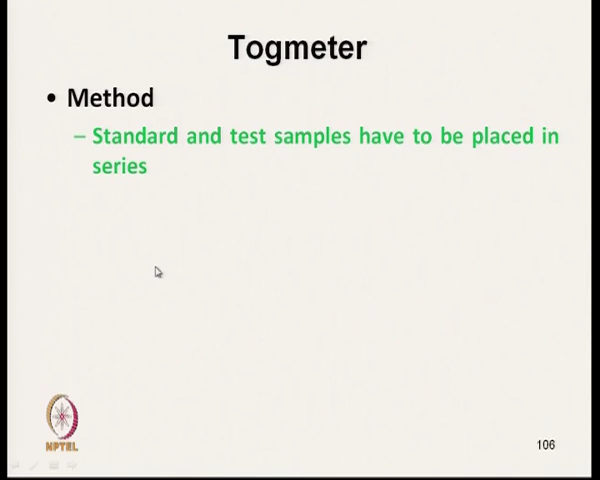 Togmeter
• Method
– Standard and test samples have to be placed in
series
NPTEL
106